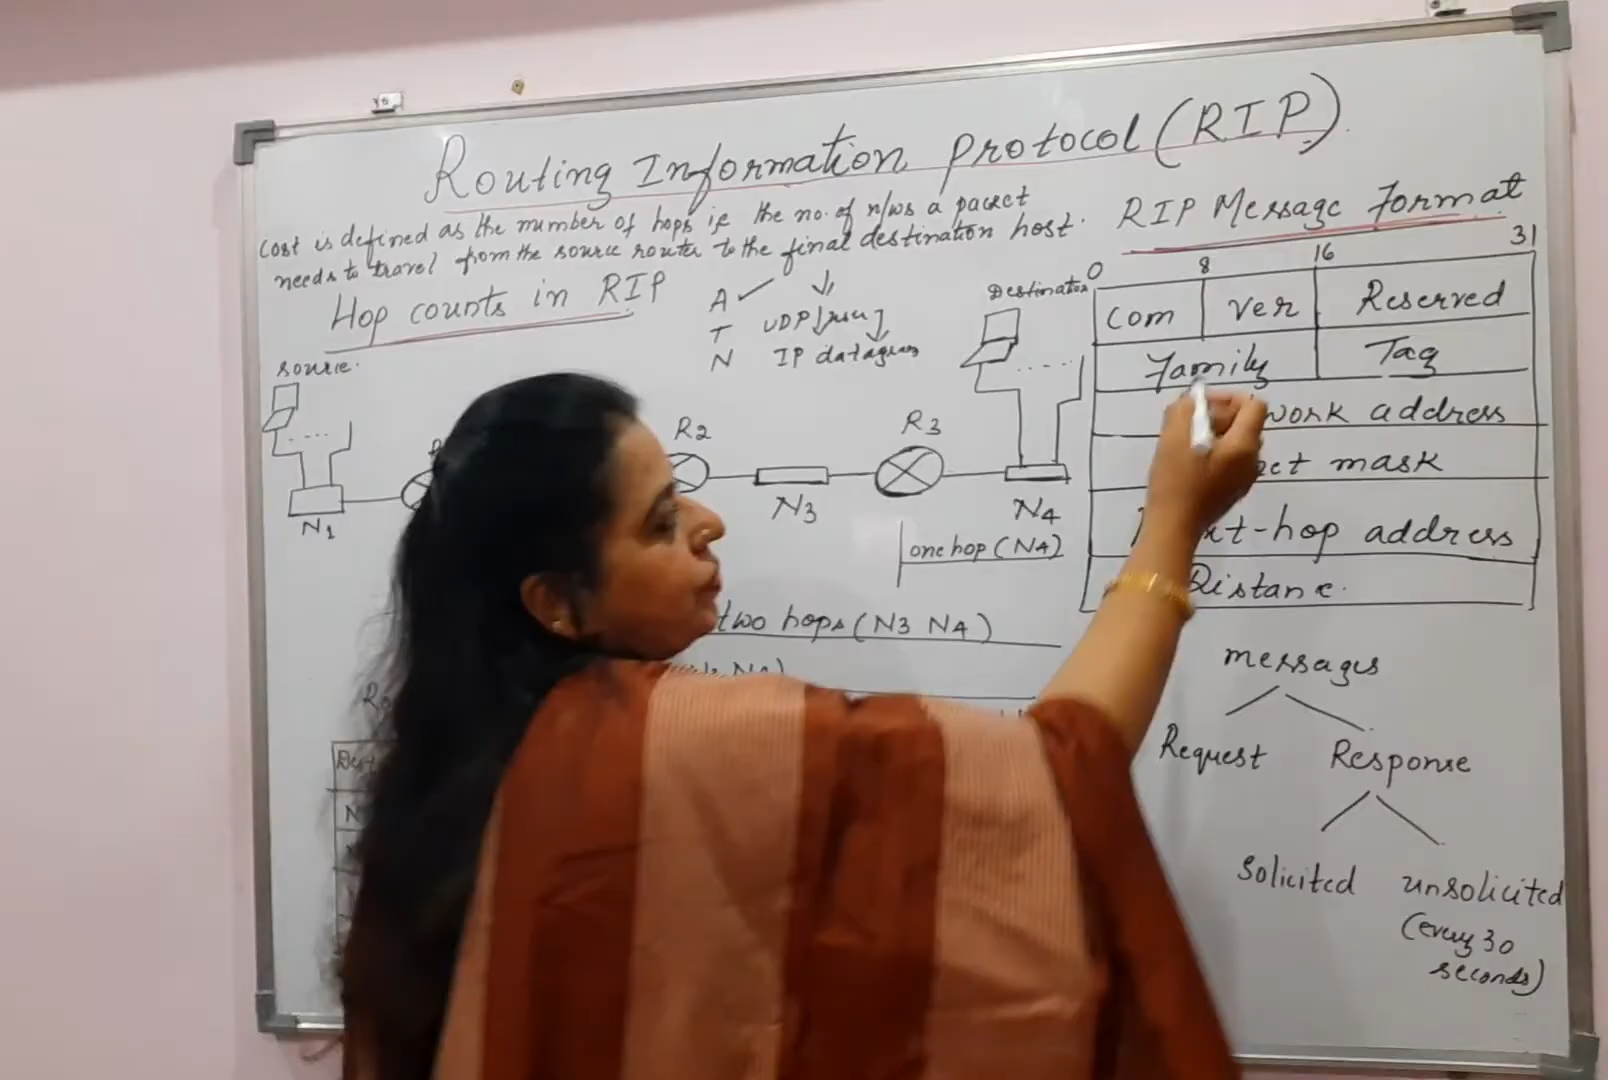 Routing Information Protocol (RIP)
cost is defined as the number of hops ie the no. of n/ws a packet
needs to travel from the source router to the final destination host.
Hop counts in RIP
A ✓
T UDP
N IP datagram
source.
N1
R2
N3
R3
Destination
N4
one hop (N4)
two hops (N3 N4)
RIP Message Format
0 8 16 31
Com Ver Reserved
Family Tag
work address
mask
t-hop address
Distance.
messages
Request Response
Solicited unsolicited
(every 30
seconds)